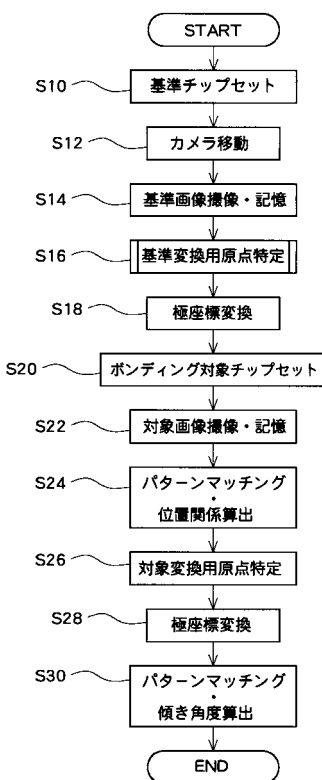 START
S10
基準チップセット
S12
カメラ移動
S14
基準画像撮像・記憶
S16
基準変換用原点特定
S18
極座標変換
S20
ボンディング対象チップセット
S22
対象画像撮像・記憶
S24
パターンマッチング
・
位置関係算出
S26
対象変換用原点特定
S28
極座標変換
S30
パターンマッチング
・
傾き角度算出
END